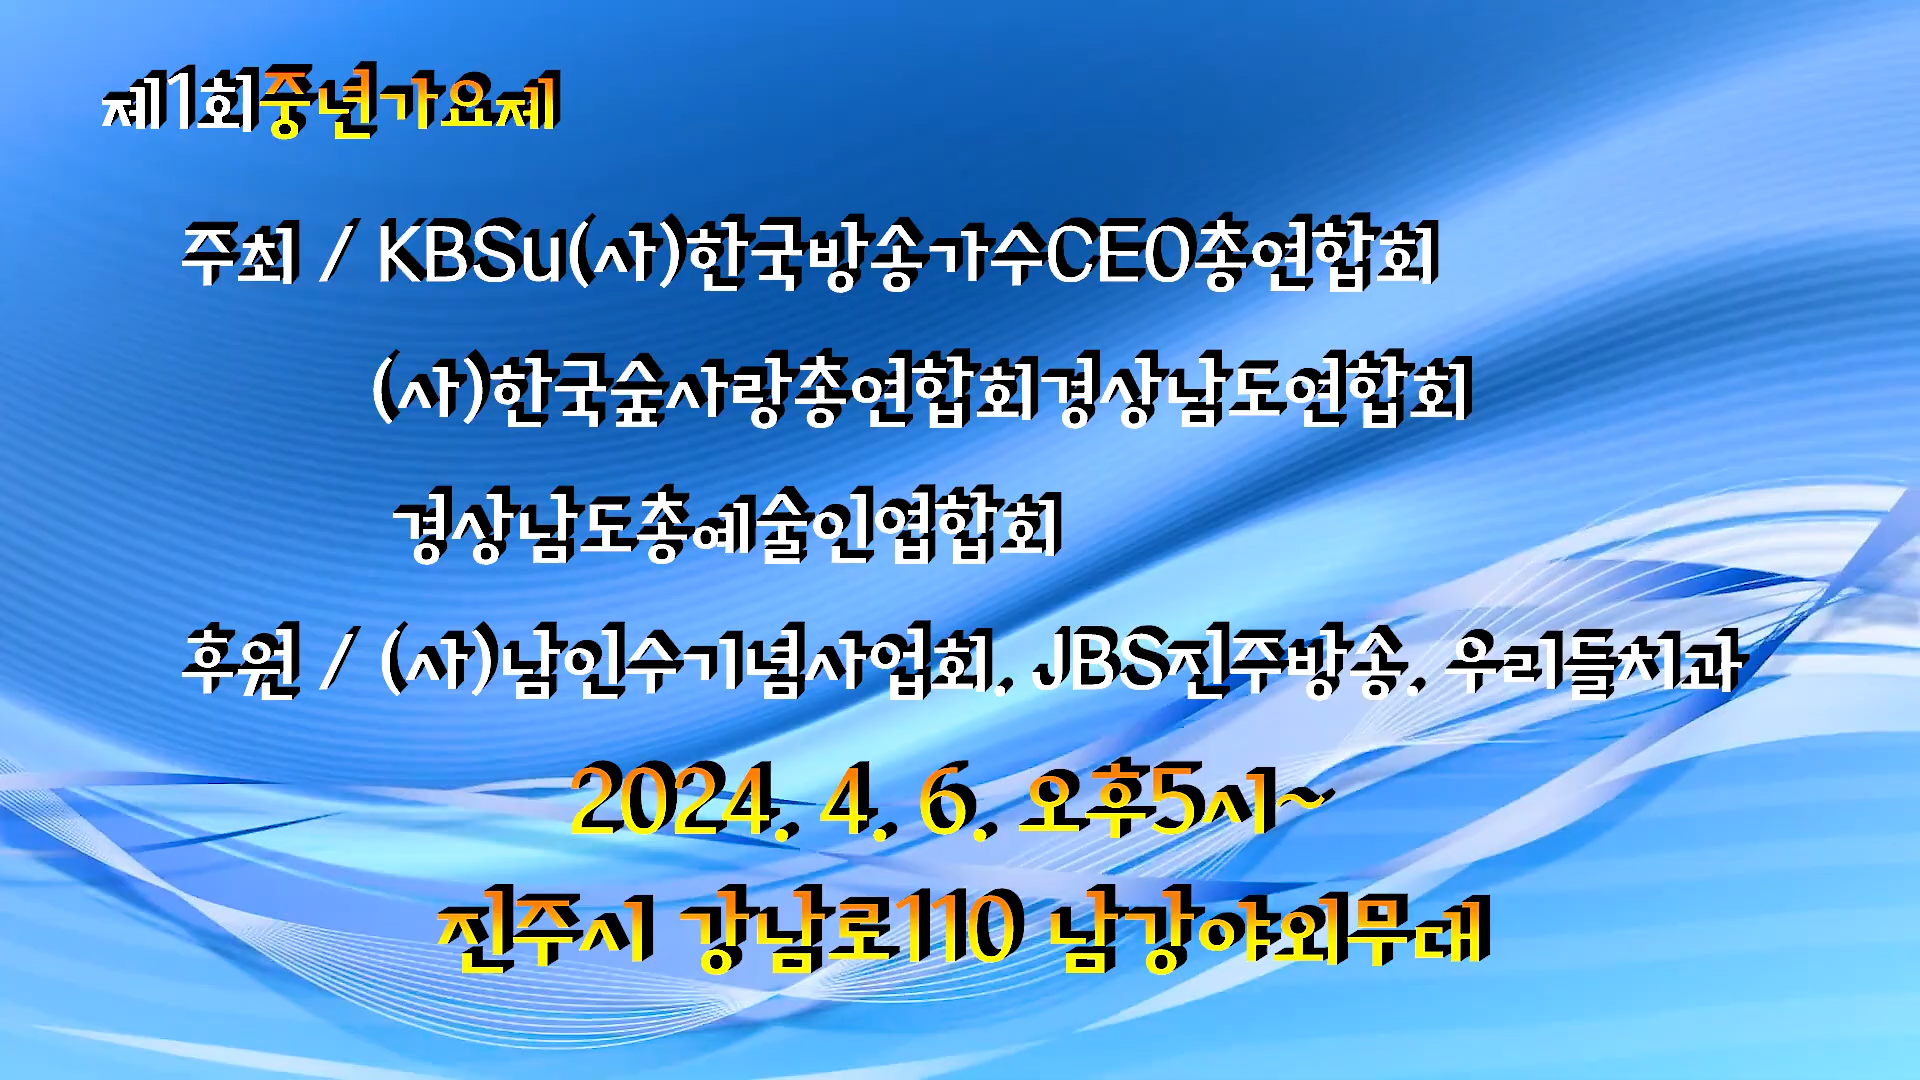 제1회중년가요제
주최 / KBSu(사)한국방송가수CEO총연합회
(사)한국숲사랑총연합회경상남도연합회
경상남도총예술인엽합회
후원 / (사)남인수기념사업회. JBS진주방송. 우리들치과
2024. 4. 6. 오후5시~
진주시 강남로110 남강야외무대